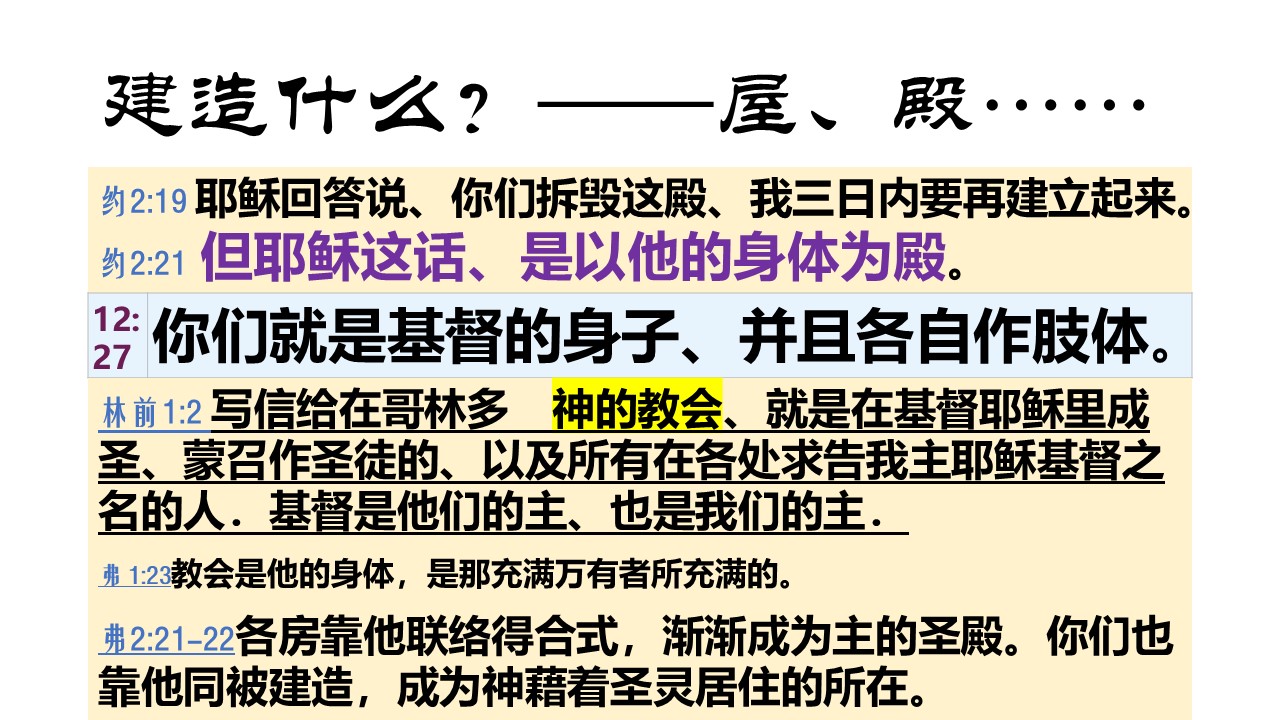 建造什么？——屋、殿……
约2:19 耶稣回答说、你们拆毁这殿、我三日内要再建立起来。
约2:21 但耶稣这话、是以他的身体为殿。
12:
27
你们就是基督的身子、并且各自作肢体。
林前1:2 写信给在哥林多　神的教会、就是在基督耶稣里成
圣、蒙召作圣徒的、以及所有在各处求告我主耶稣基督之
名的人．基督是他们的主、也是我们的主．
弗 1:23教会是他的身体，是那充满万有者所充满的。
弗2:21-22各房靠他联络得合式，渐渐成为主的圣殿。你们也
靠他同被建造，成为神藉着圣灵居住的所在。